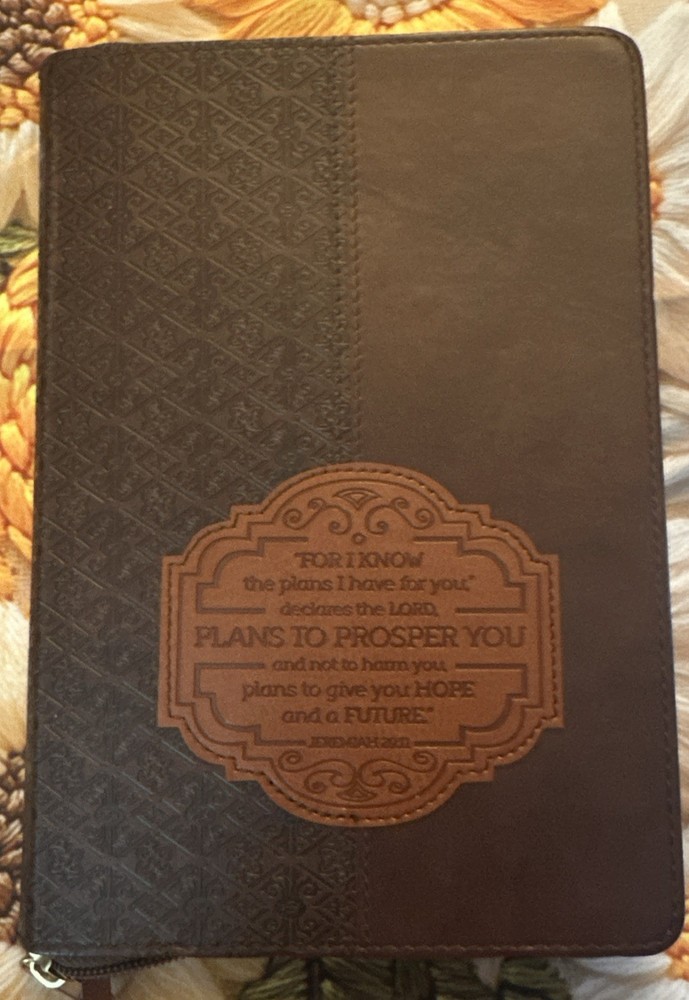 "FOR I KNOW
the plans I have for you,"
declares the LORD,
PLANS TO PROSPER YOU
and not to harm you,
plans to give you HOPE
and a FUTURE."
JEREMIAH 29:11